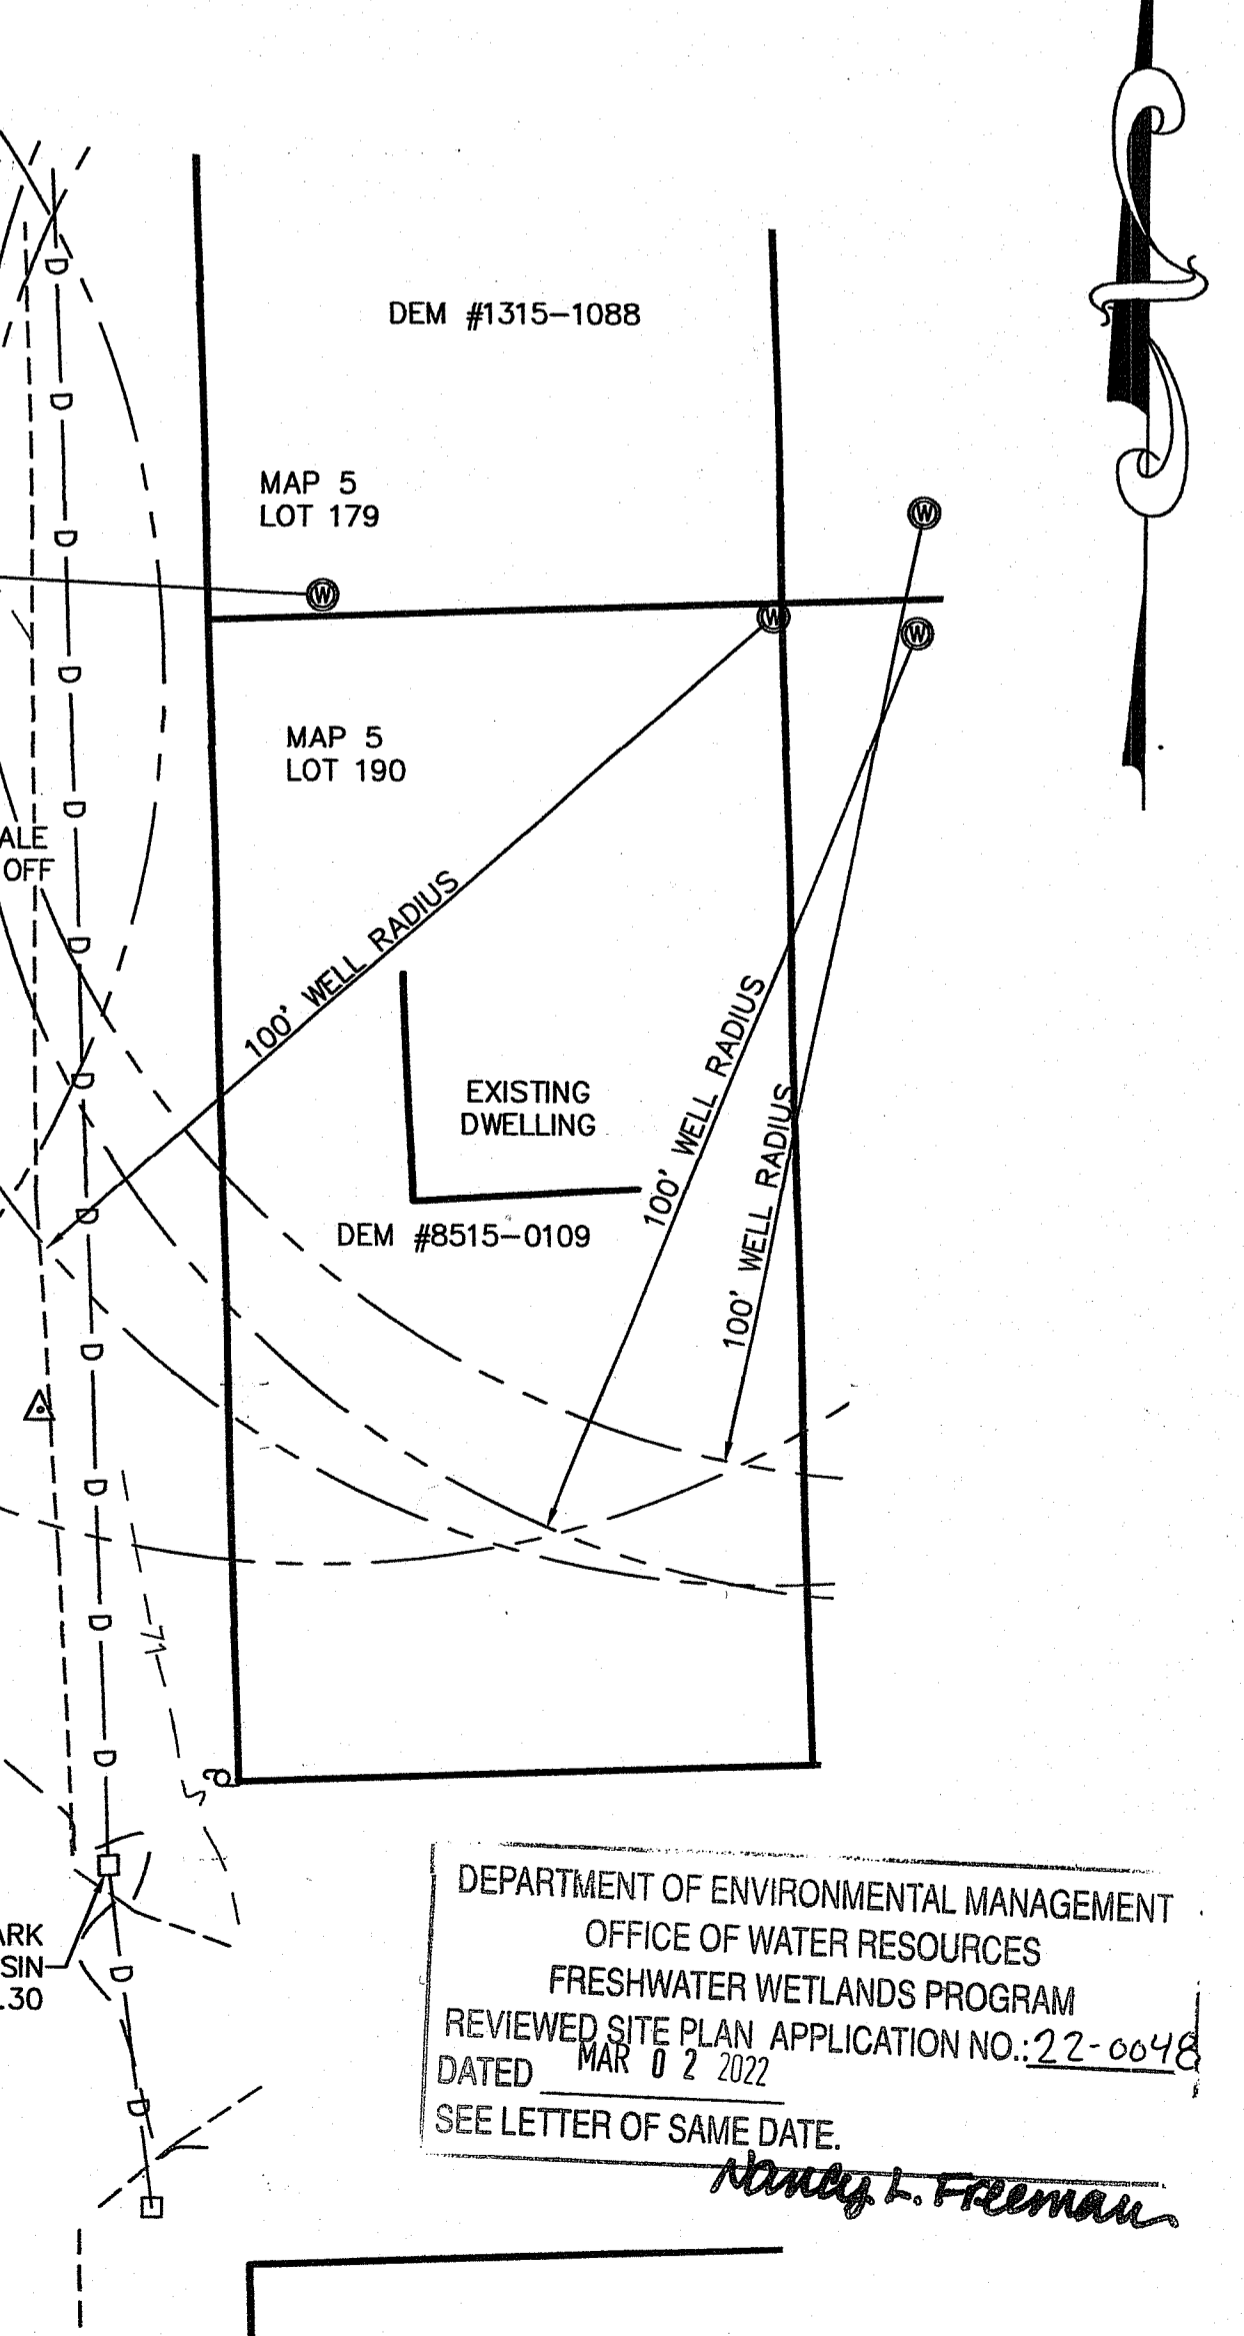 DEM #1315-1088
MAP 5
LOT 179
W
W
W
W
MAP 5
LOT 190
ALE
OFF
100' WELL RADIUS
100' WELL RADIUS
100' WELL RADIUS
EXISTING
DWELLING
DEM #8515-0109
D
D
D
D
D
D
D
D
D
D
D
D
71
ARK
SIN
.30
D
D
DEPARTMENT OF ENVIRONMENTAL MANAGEMENT
OFFICE OF WATER RESOURCES
FRESHWATER WETLANDS PROGRAM
REVIEWED SITE PLAN APPLICATION NO.: 22-0048
DATED MAR 02 2022
SEE LETTER OF SAME DATE.
Nancy L. Freeman